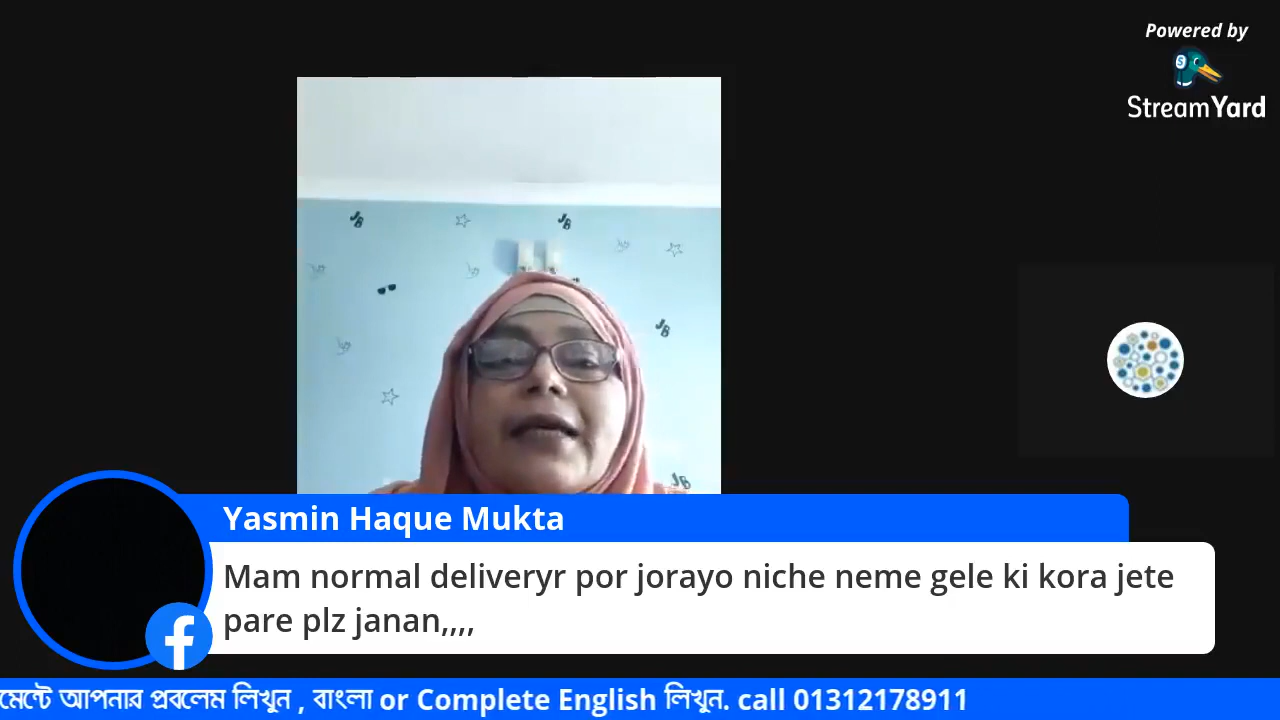 Powered by
StreamYard
Yasmin Haque Mukta
Mam normal deliveryr por jorayo niche neme gele ki kora jete
pare plz janan,,,,
আপনার প্রবলেম লিখুন , বাংলা or Complete English লিখুন. call 01312178911